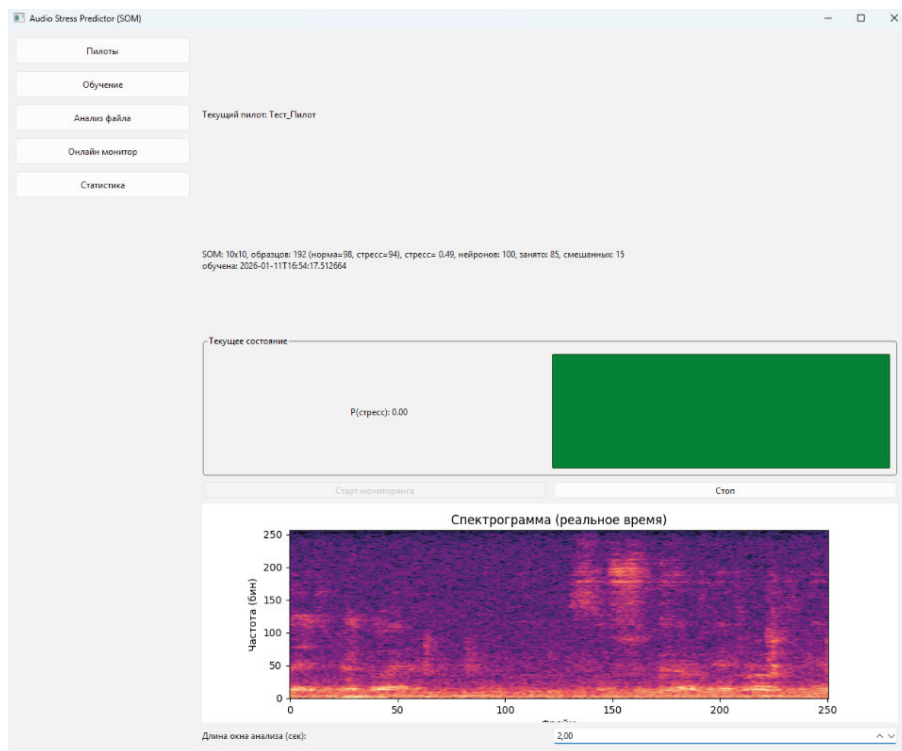 Audio Stress Predictor (SOM)
Пилоты
Обучение
Анализ файла
Онлайн монитор
Статистика
Текущий пилот: Тест_Пилот
SOM: 10x10, образцов: 192 (норма=98, стресс=94), стресс= 0.49, нейронов: 100, занято: 85, смешанных: 15
обучена: 2026-01-11T16:54:17.512664
Текущее состояние
P(стресс): 0.00
Старт мониторинга
Стоп
Спектрограмма (реальное время)
Частота (бин)
250
200
150
100
50
0
0 50 100 150 200 250
Длина окна анализа (сек):
2,00